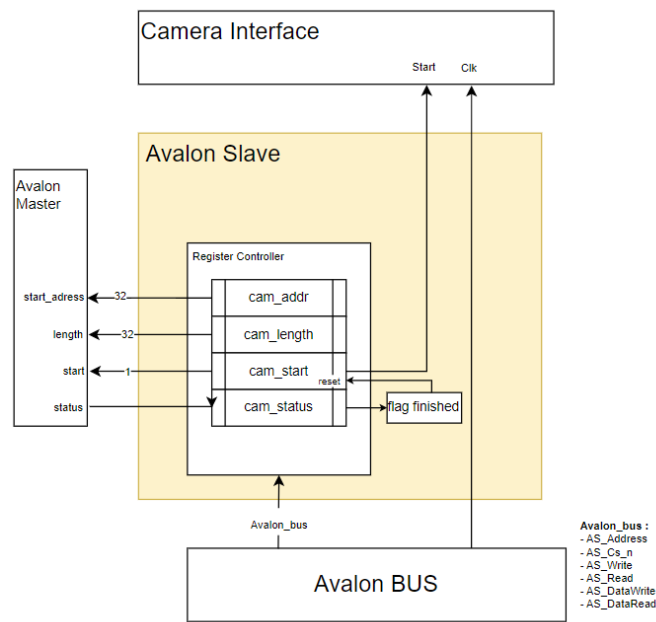 Camera Interface
Start
Clk
Avalon Slave
Avalon
Master
Register Controller
start_adress
32
cam_addr
length
32
cam_length
start
1
cam_start
reset
status
cam_status
flag finished
Avalon_bus
Avalon BUS
Avalon_bus :
- AS_Address
- AS_Cs_n
- AS_Write
- AS_Read
- AS_DataWrite
- AS_DataRead